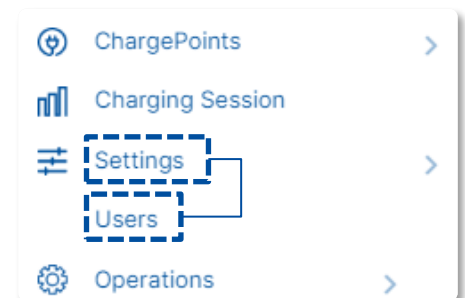 ChargePoints
Charging Session
Settings
Users
Operations